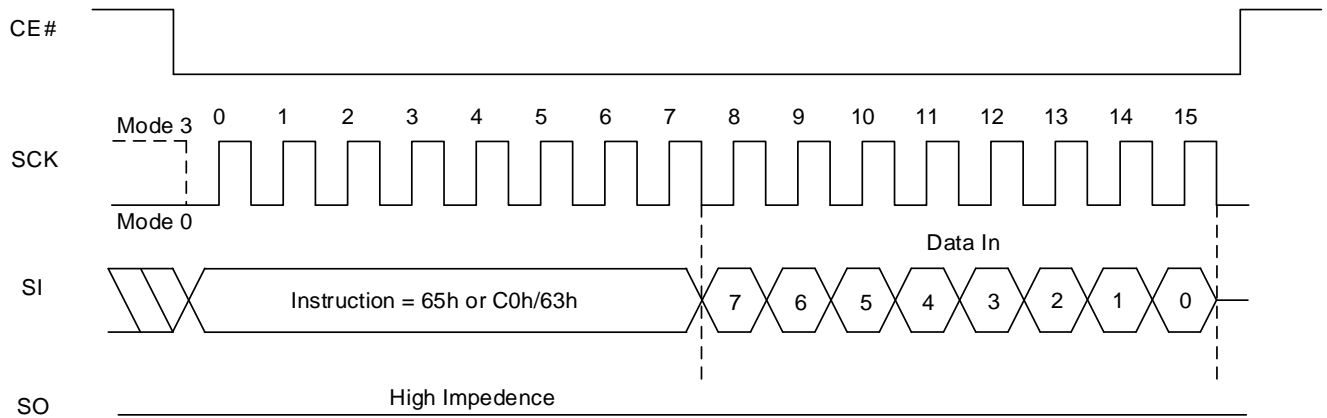 CE#
0 1 2 3 4 5 6 7 8 9 10 11 12 13 14 15
Mode 3
SCK
Mode 0
Data In
SI
Instruction = 65h or C0h/63h
7 6 5 4 3 2 1 0
High Impedence
SO